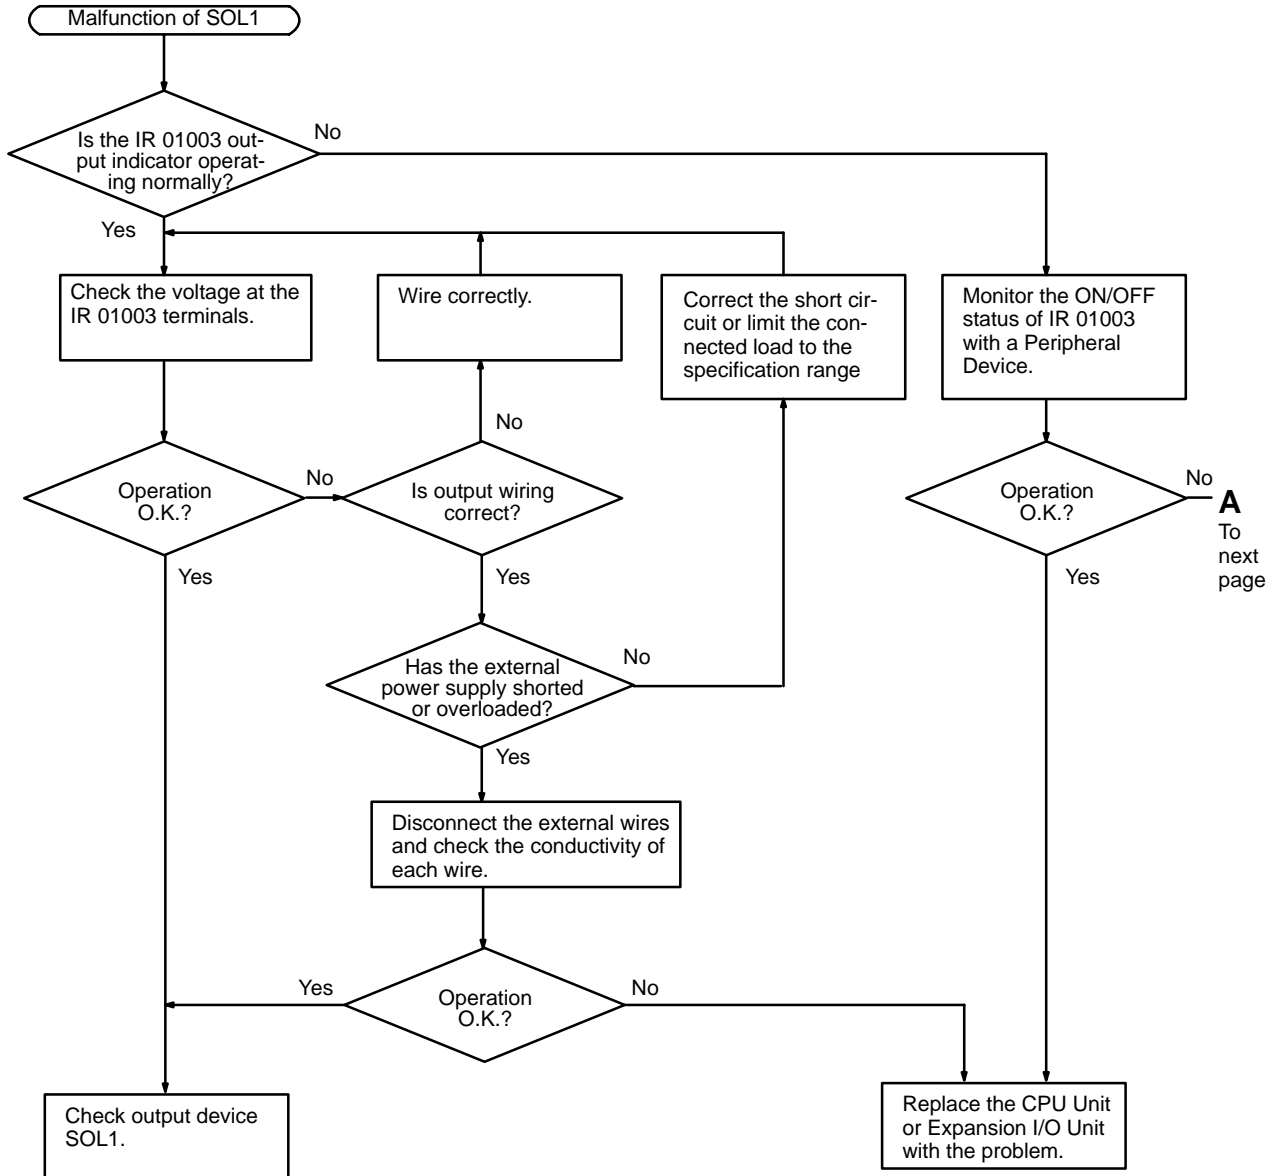 Malfunction of SOL1
Is the IR 01003 out-
put indicator operat-
ing normally?
No
Yes
Check the voltage at the
IR 01003 terminals.
Wire correctly.
Correct the short cir-
cuit or limit the con-
nected load to the
specification range
Monitor the ON/OFF
status of IR 01003
with a Peripheral
Device.
No
Operation
O.K.?
No
Is output wiring
correct?
Operation
O.K.?
No
A
To
next
page
Yes
Yes
Yes
Has the external
power supply shorted
or overloaded?
No
Yes
Disconnect the external wires
and check the conductivity of
each wire.
Yes
Operation
O.K.?
No
Check output device
SOL1.
Replace the CPU Unit
or Expansion I/O Unit
with the problem.